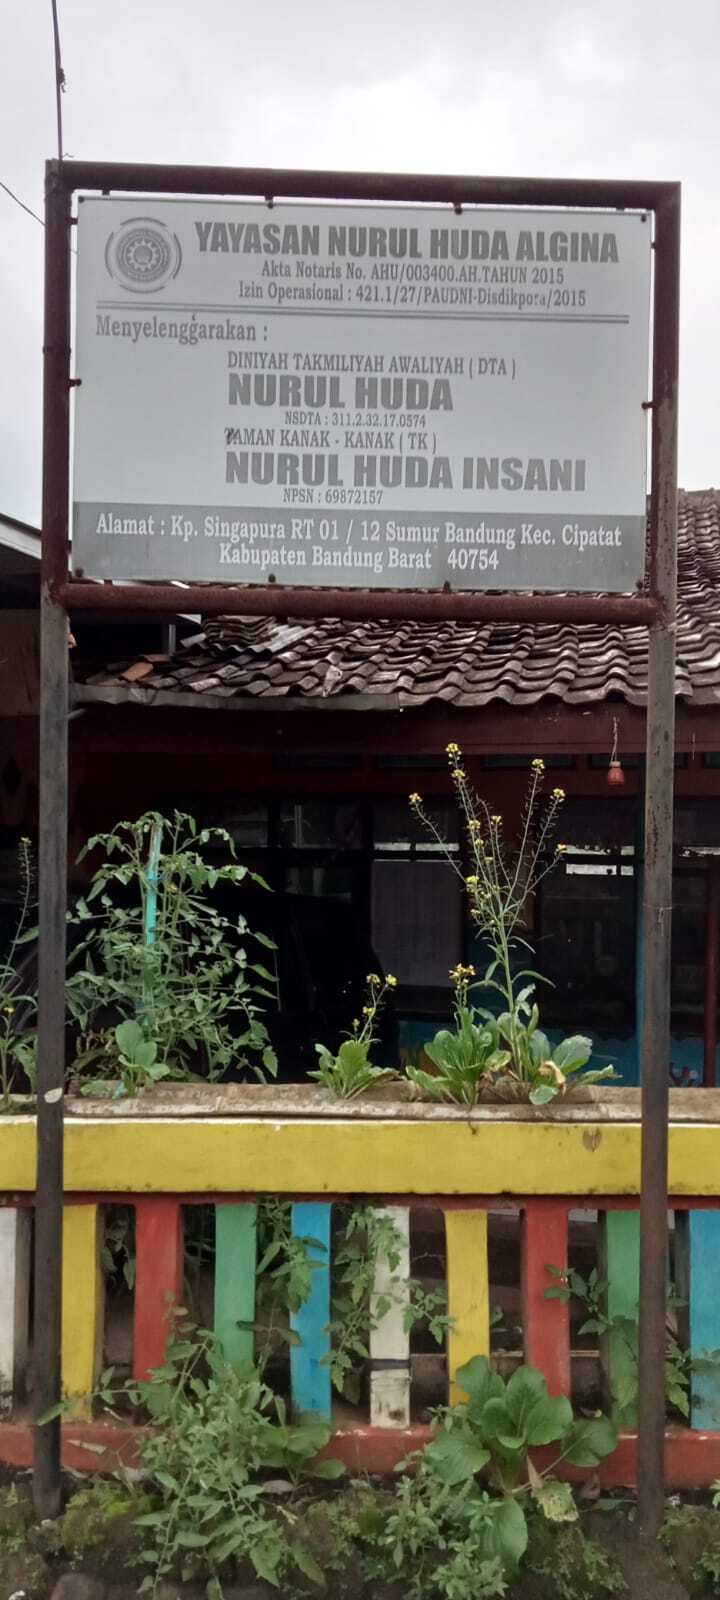 YAYASAN NURUL HUDA ALGINA
Akta Notaris No. AHU/003400.AH.TAHUN 2015
Izin Operasional : 421.1/27/PAUDNI-Disdikpora/2015
Menyelenggarakan :
DINIYAH TAKMILIYAH AWALIYAH ( DTA )
NURUL HUDA
NSDTA : 311.2.32.17.0574
TAMAN KANAK - KANAK ( TK )
NURUL HUDA INSANI
NPSN : 69872157
Alamat : Kp. Singapura RT 01 / 12 Sumur Bandung Kec. Cipatat
Kabupaten Bandung Barat 40754